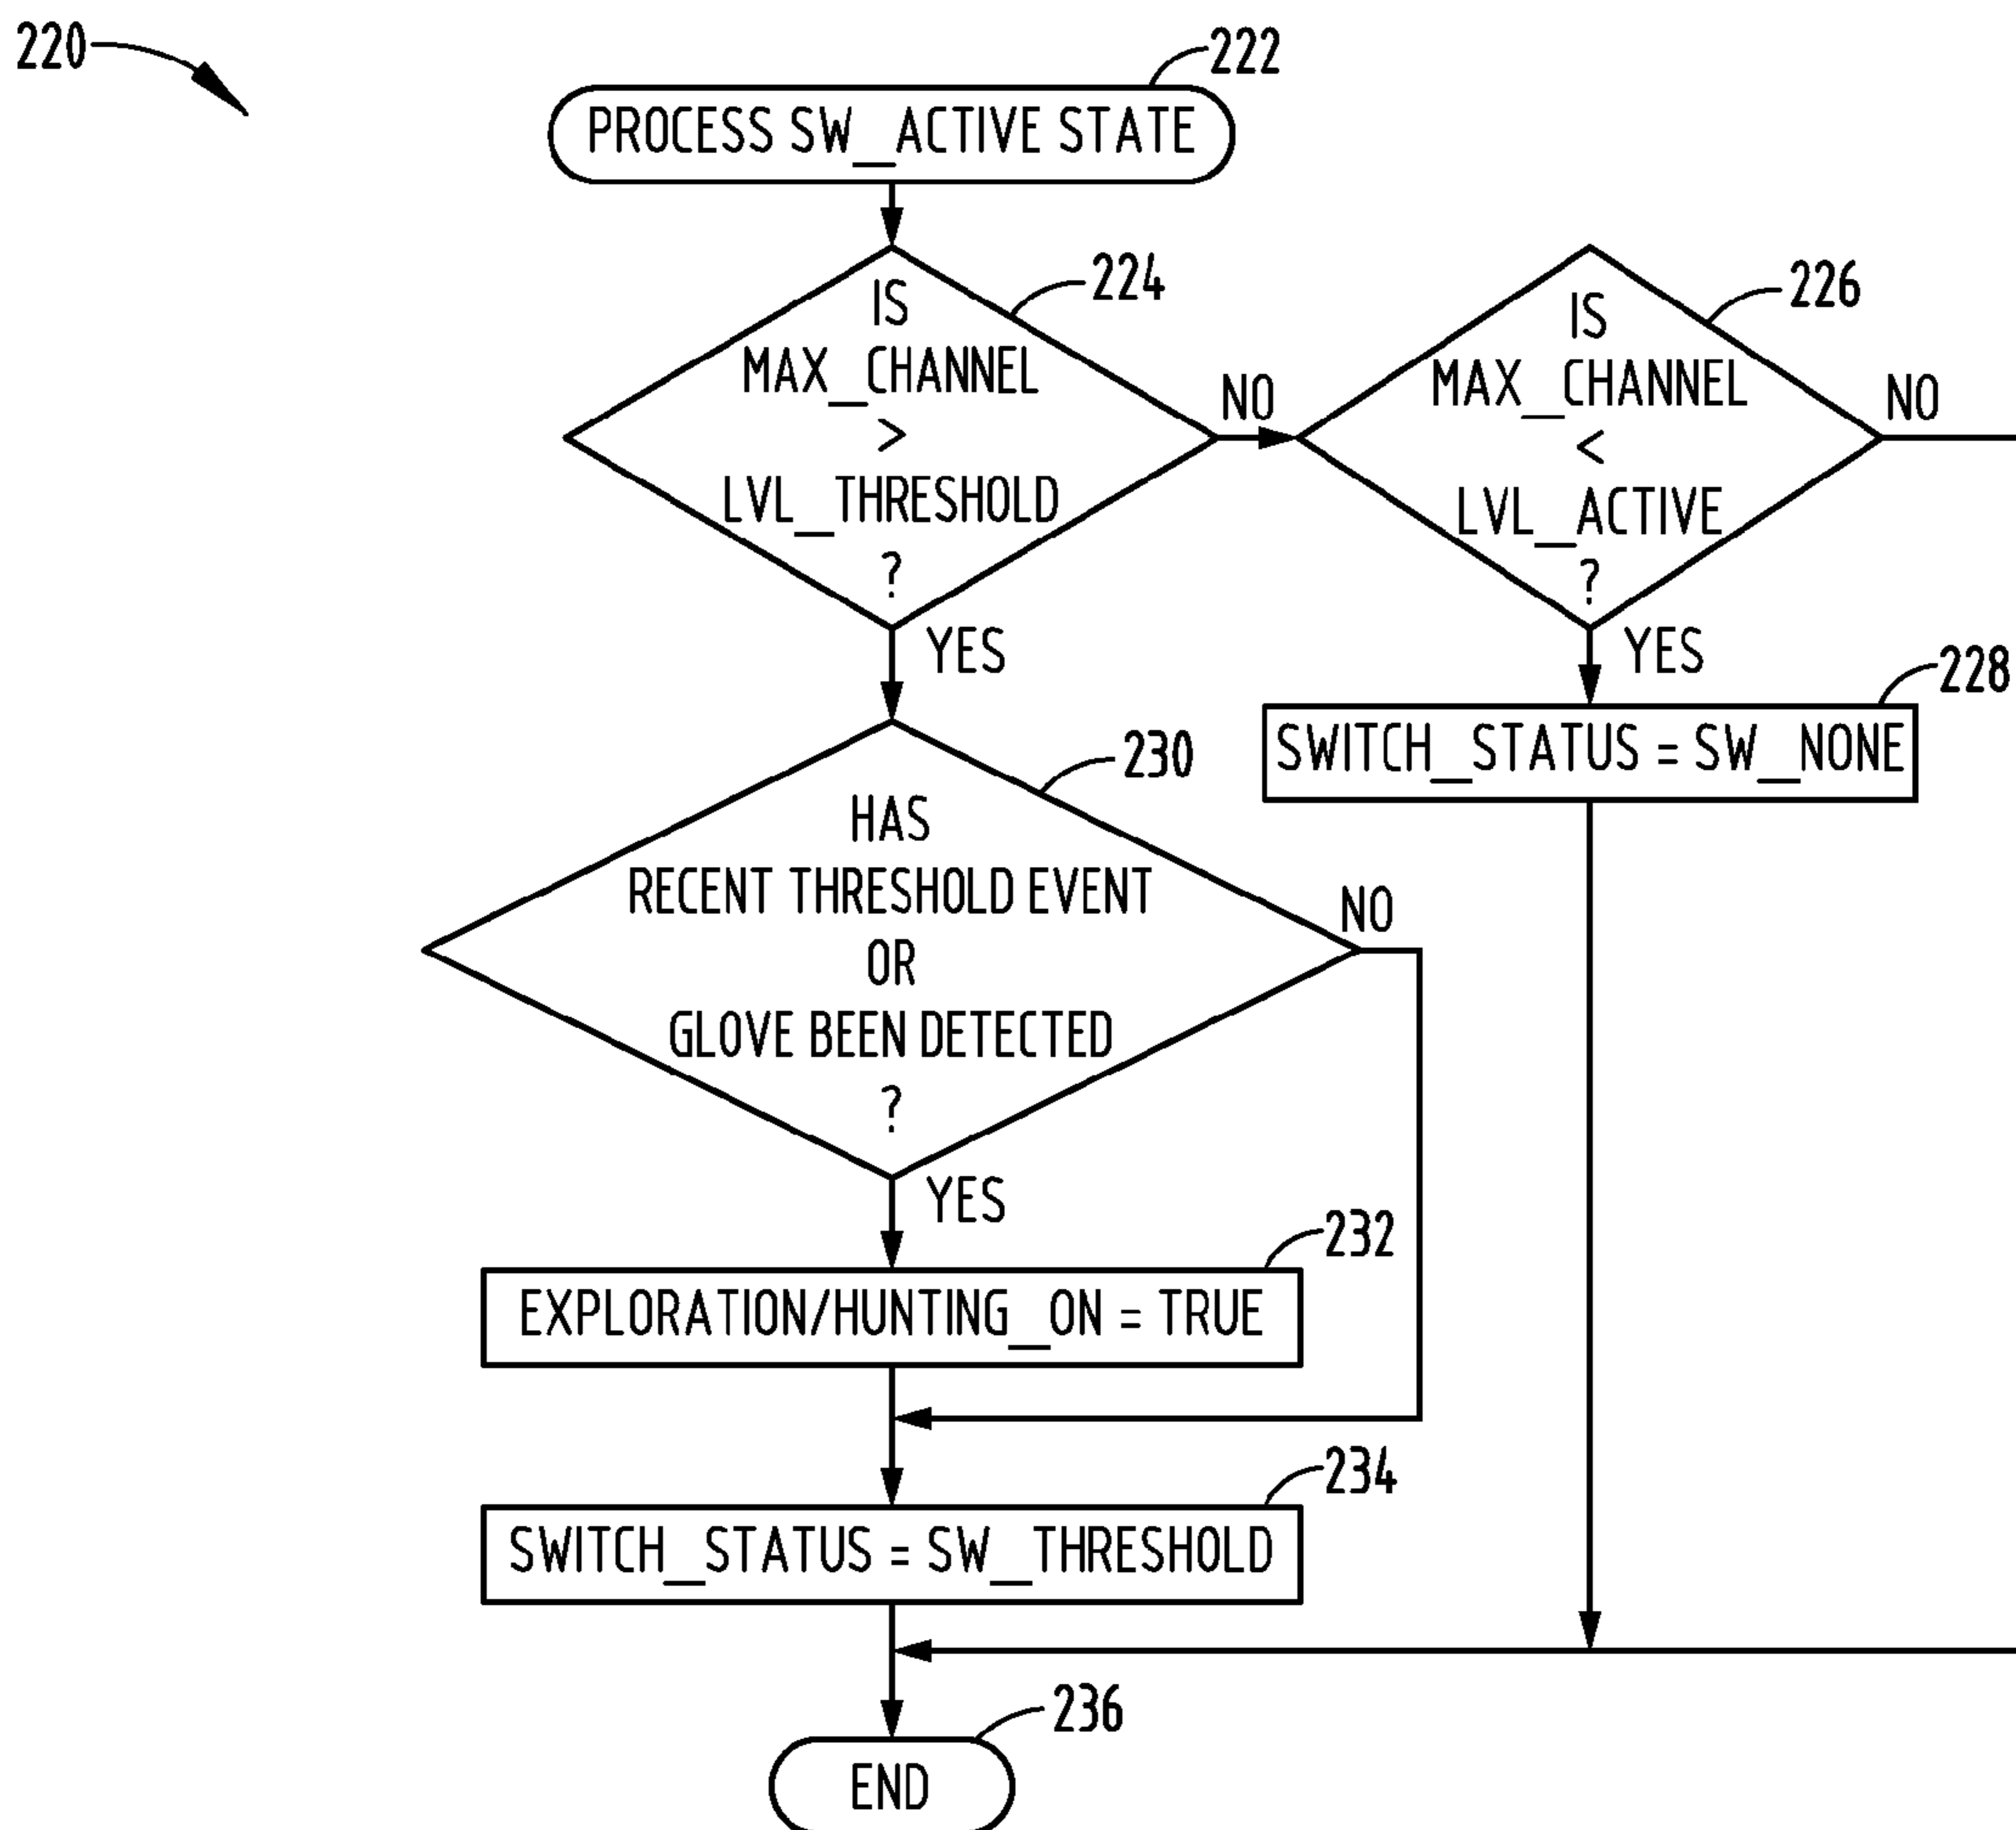 220
222
PROCESS SW_ACTIVE STATE
224
IS
MAX_CHANNEL
>
LVL_THRESHOLD
?
NO
YES
226
IS
MAX_CHANNEL
<
LVL_ACTIVE
?
NO
YES
228
SWITCH_STATUS = SW_NONE
230
HAS
RECENT THRESHOLD EVENT
OR
GLOVE BEEN DETECTED
?
NO
YES
232
EXPLORATION/HUNTING_ON = TRUE
234
SWITCH_STATUS = SW_THRESHOLD
236
END